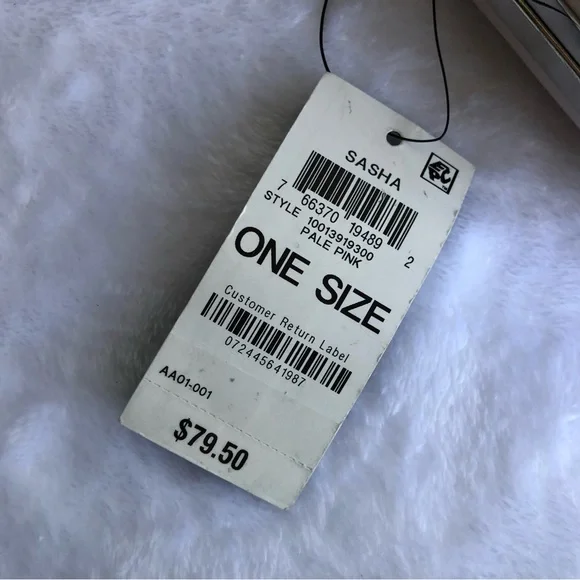 SASHA
7 66370 19489 2
STYLE 10013919300
PALE PINK
ONE SIZE
Customer Return Label
072445641987
AA01-001
$79.50